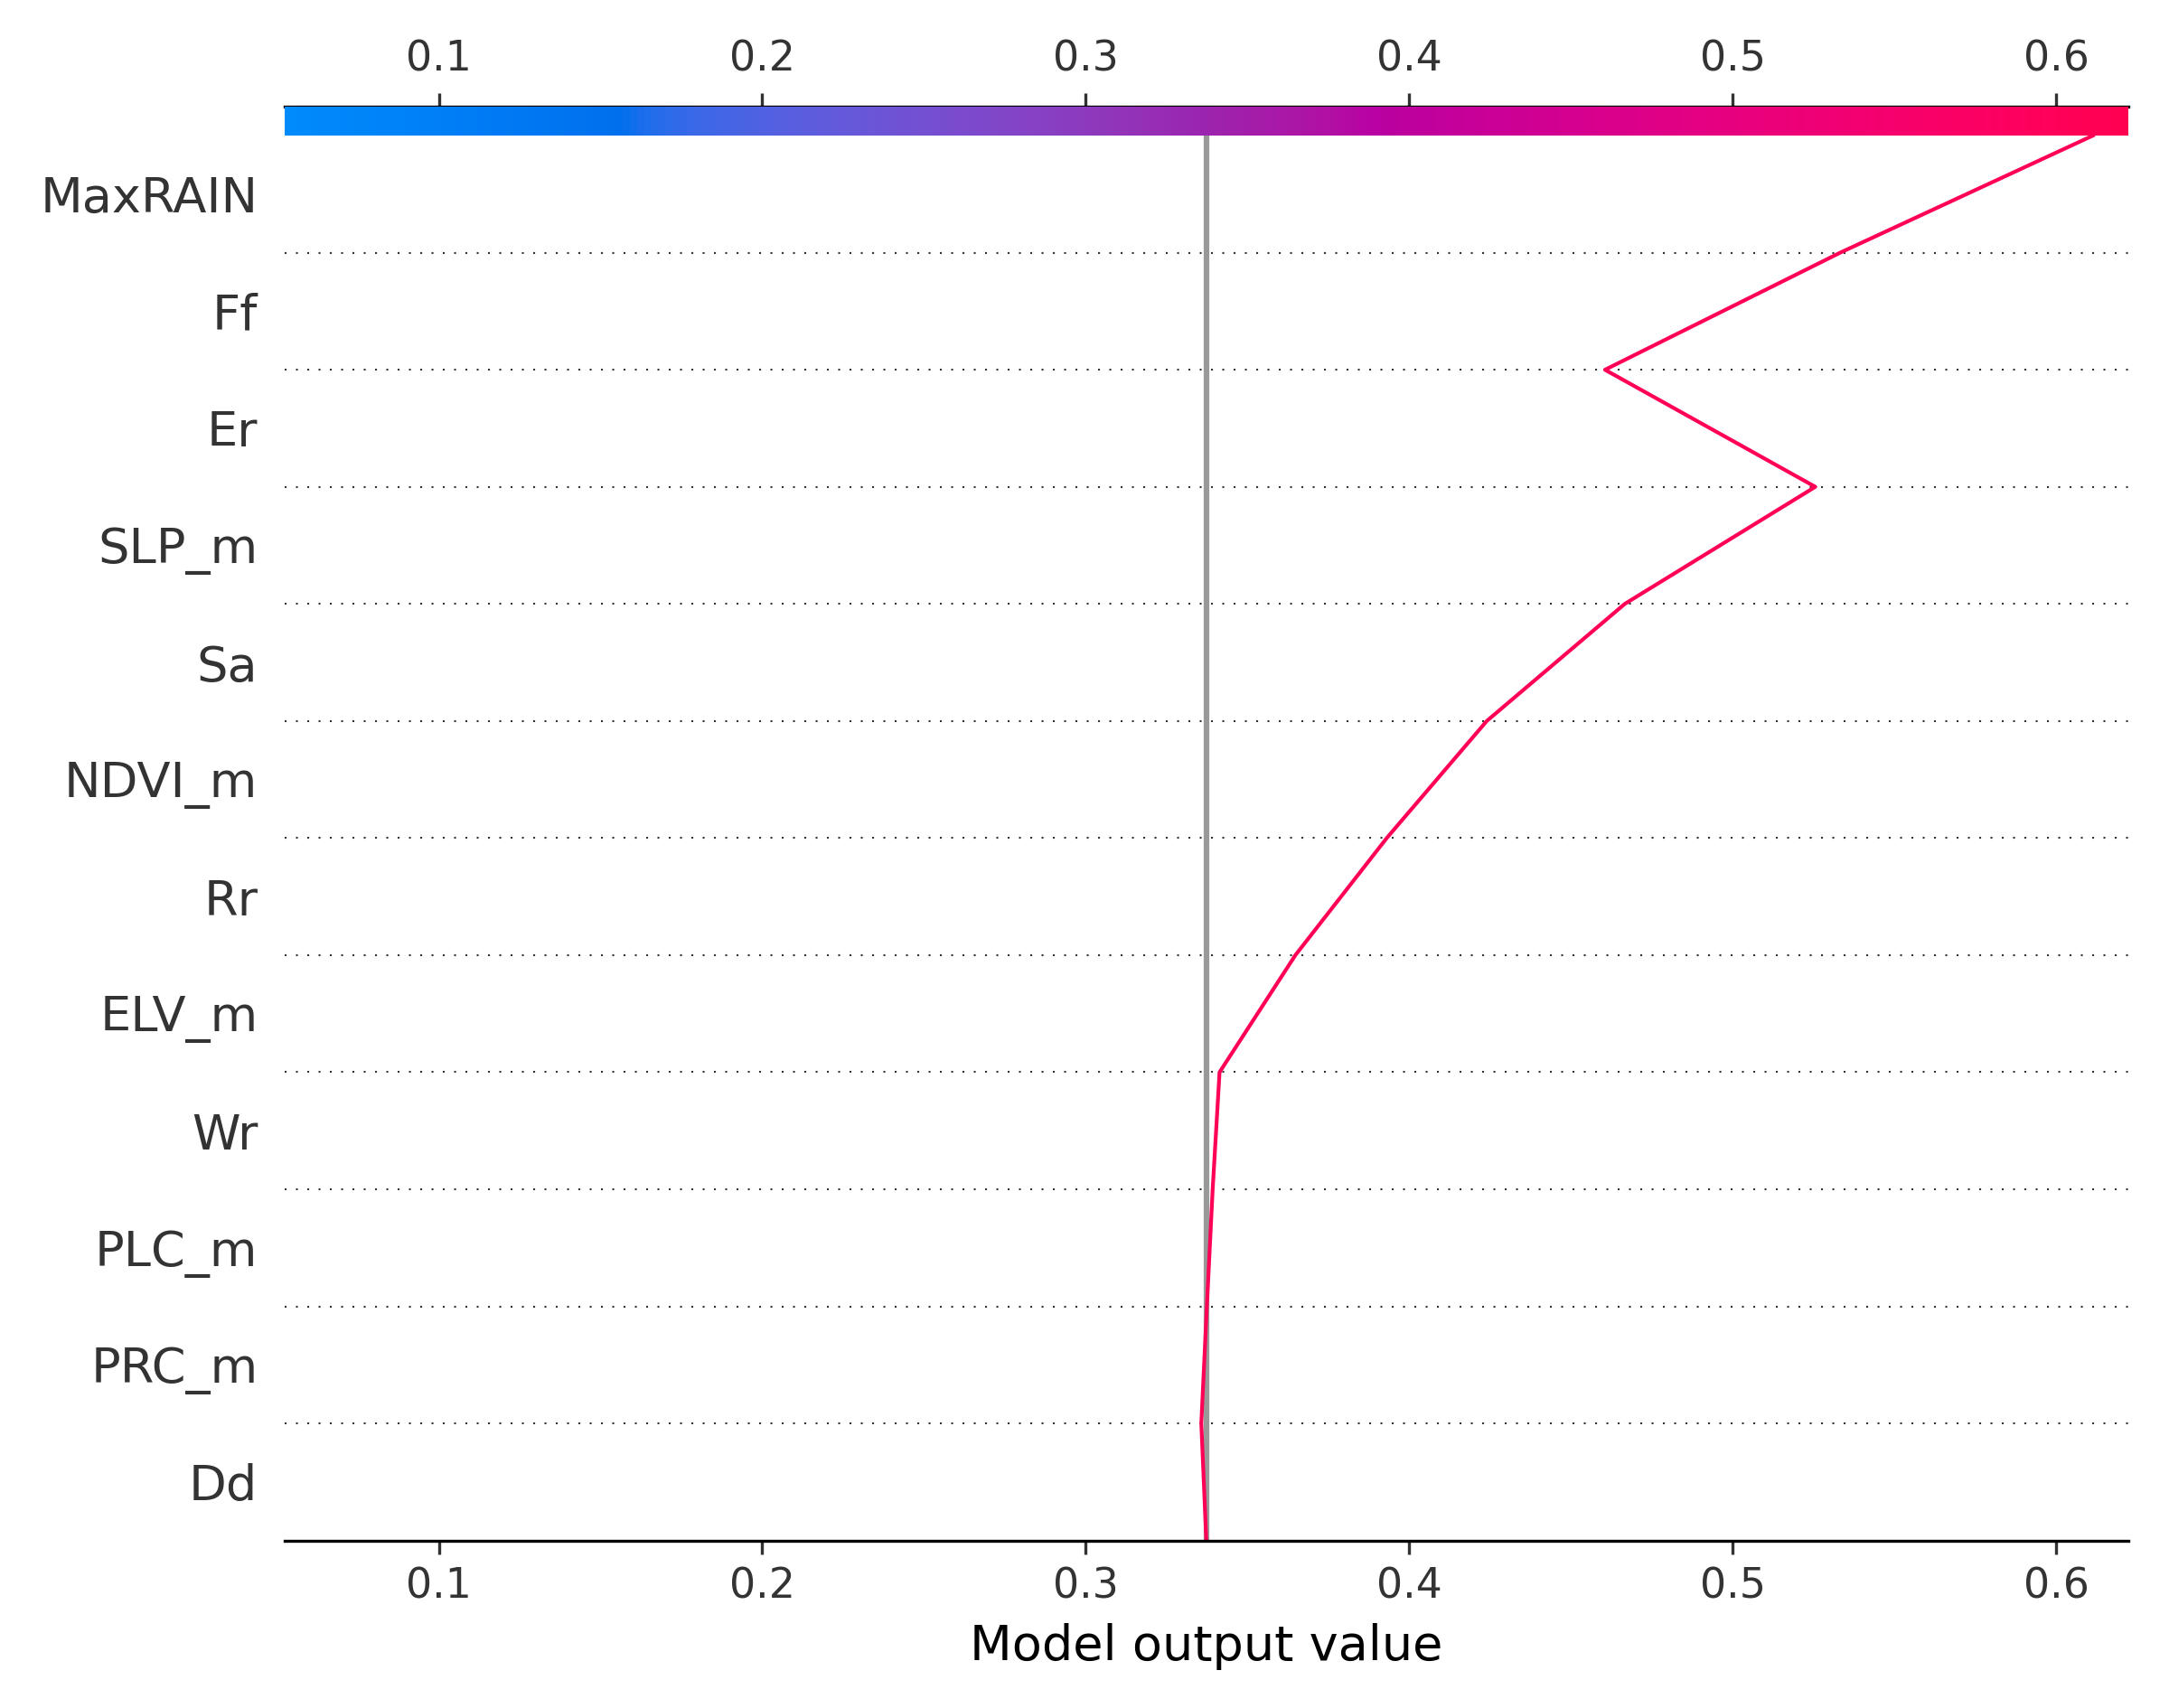 0.1 0.2 0.3 0.4 0.5 0.6
MaxRAIN
Ff
Er
SLP_m
Sa
NDVI_m
Rr
ELV_m
Wr
PLC_m
PRC_m
Dd
0.1 0.2 0.3 0.4 0.5 0.6
Model output value